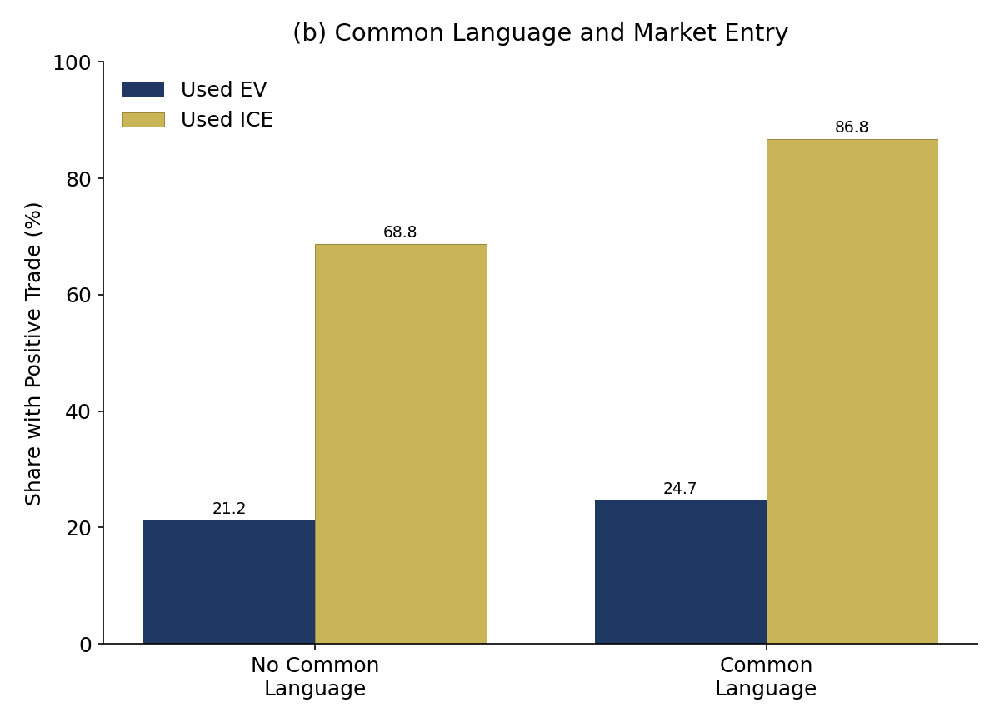 (b) Common Language and Market Entry
Share with Positive Trade (%)
100
80
60
40
20
0
Used EV
Used ICE
21.2
68.8
24.7
86.8
No Common
Language
Common
Language